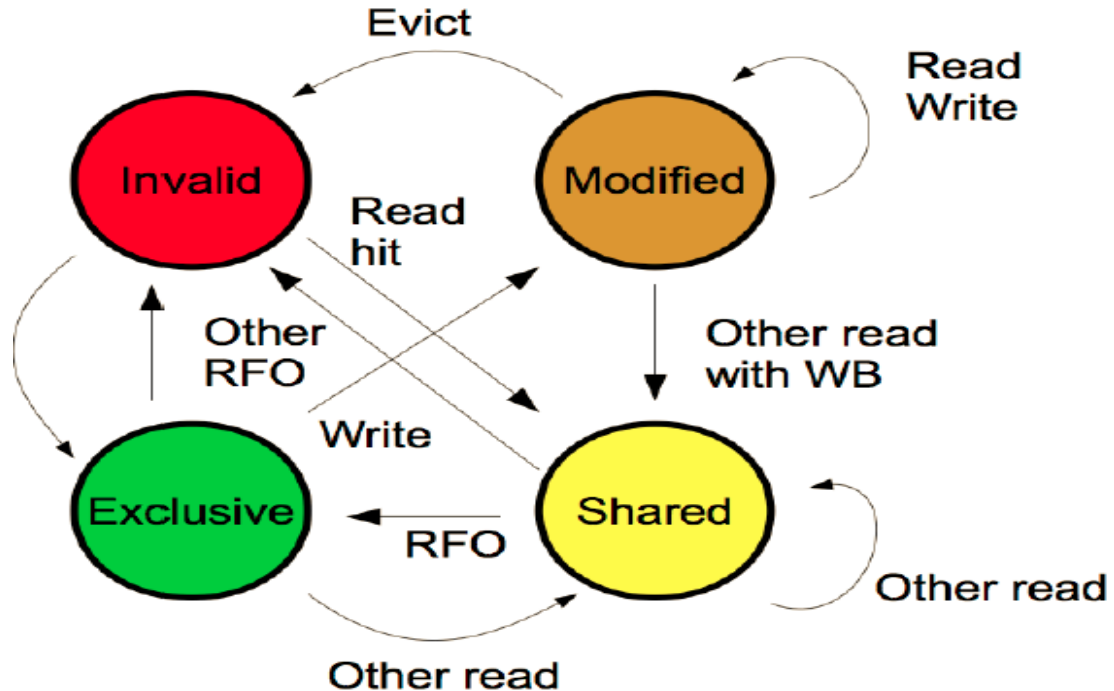 Evict
Read
Write
Invalid
Modified
Read
hit
Other
RFO
Other read
with WB
Write
Exclusive
Shared
RFO
Other read
Other read